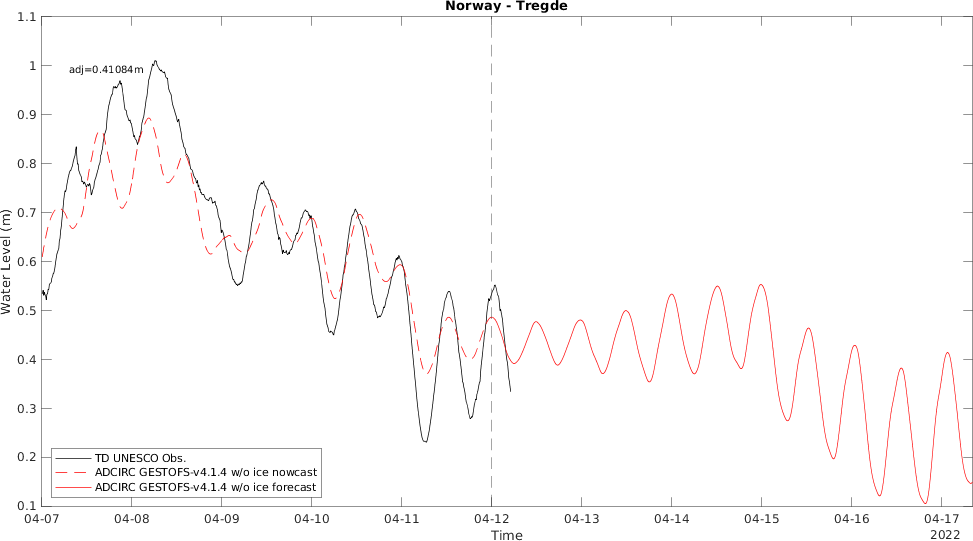 Norway - Tregde
1.1
1
0.9
0.8
0.7
0.6
0.5
0.4
0.3
0.2
0.1
Water Level (m)
adj=0.41084m
TD UNESCO Obs.
ADCIRC GESTOFS-v4.1.4 w/o ice nowcast
ADCIRC GESTOFS-v4.1.4 w/o ice forecast
04-07 04-08 04-09 04-10 04-11 04-12 04-13 04-14 04-15 04-16 04-17
Time
2022